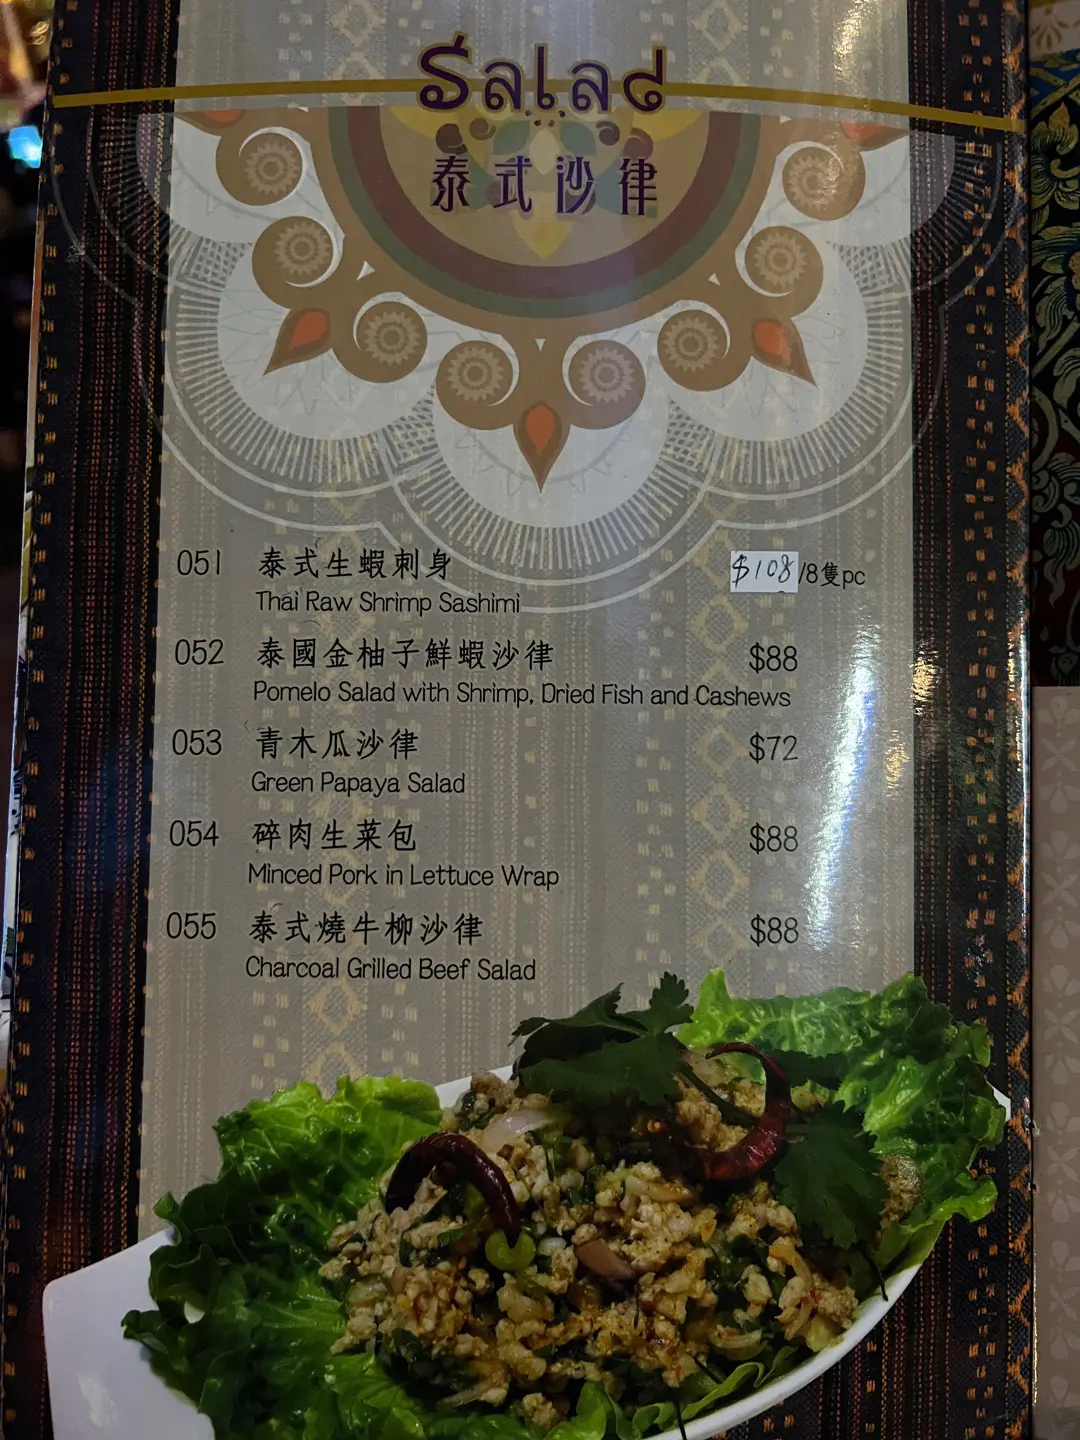 Salad
泰式沙律
051 泰式生蝦刺身 $108/8隻pc
Thai Raw Shrimp Sashimi
052 泰國金柚子鮮蝦沙律 $88
Pomelo Salad with Shrimp, Dried Fish and Cashews
053 青木瓜沙律 $72
Green Papaya Salad
054 碎肉生菜包 $88
Minced Pork in Lettuce Wrap
055 泰式燒牛柳沙律 $88
Charcoal Grilled Beef Salad